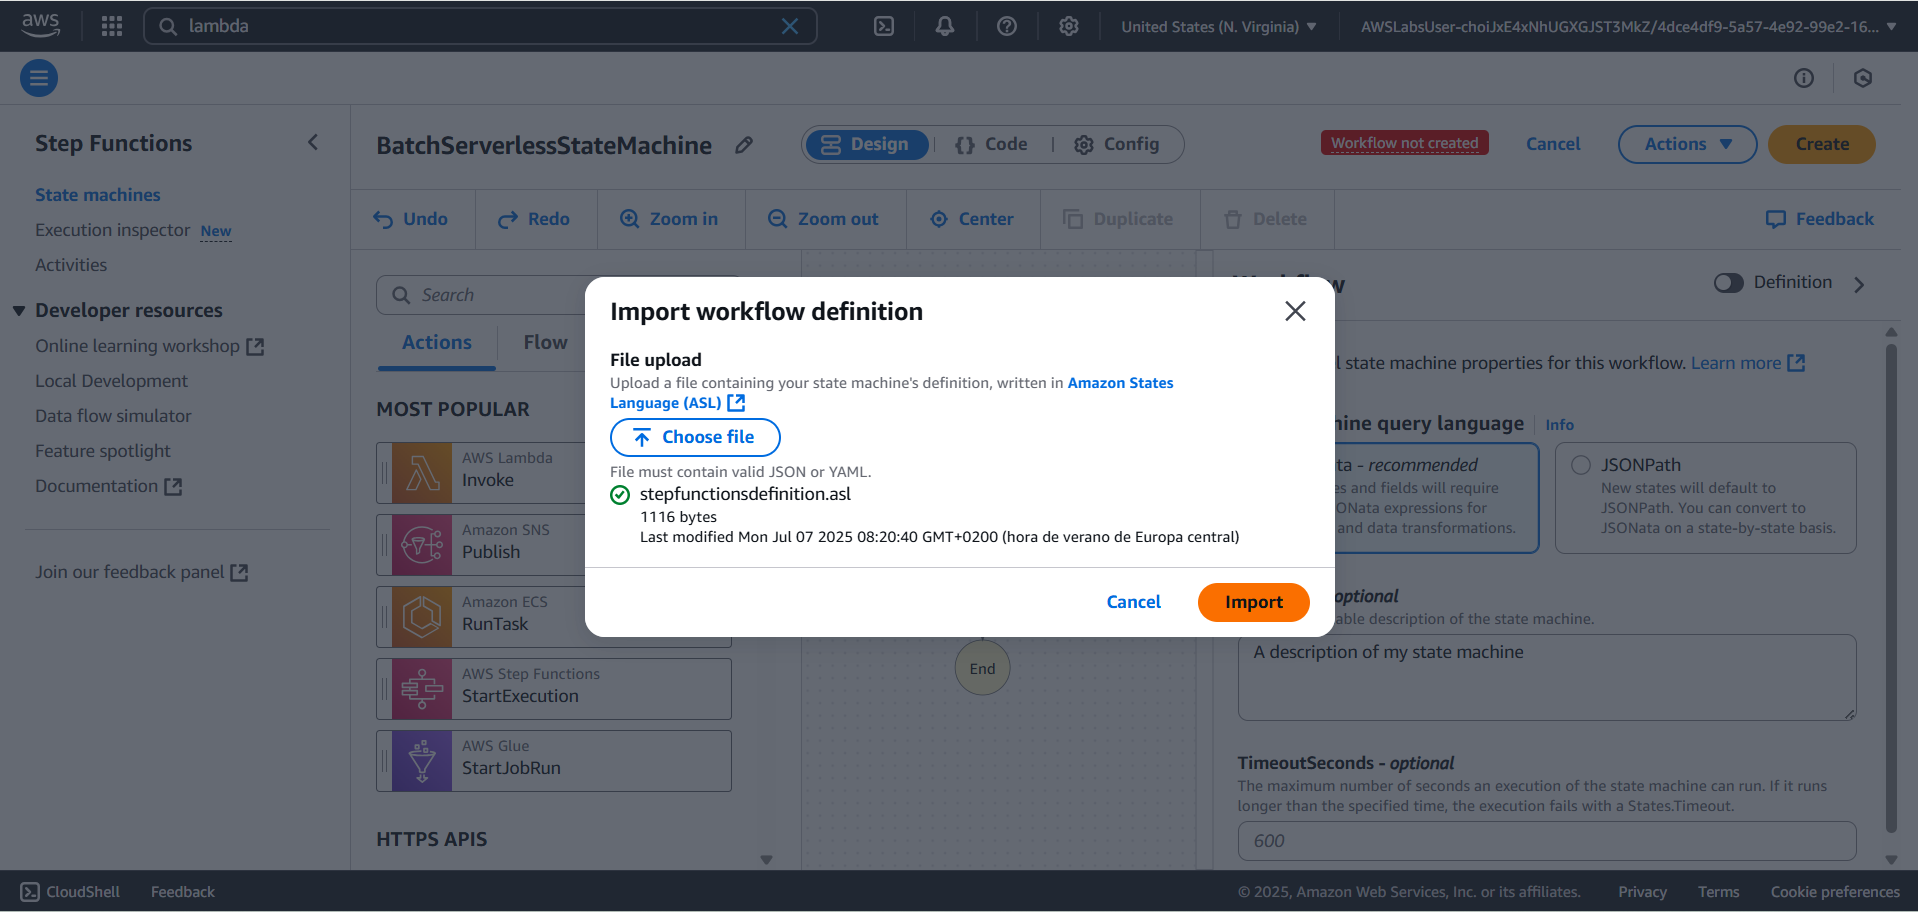 aws
lambda
United States (N. Virginia)
AWSLabsUser-choiJxE4xNhUGXGJST3MkZ/4dce4df9-5a57-4e92-99e2-16...
Step Functions
State machines
Execution inspector New
Activities
Developer resources
Online learning workshop
Local Development
Data flow simulator
Feature spotlight
Documentation
Join our feedback panel
BatchServerlessStateMachine
Design
Code
Config
Workflow not created
Cancel
Actions
Create
Undo
Redo
Zoom in
Zoom out
Center
Duplicate
Delete
Feedback
Search
Actions
Flow
MOST POPULAR
AWS Lambda
Invoke
Amazon SNS
Publish
Amazon ECS
RunTask
AWS Step Functions
StartExecution
AWS Glue
StartJobRun
HTTPS APIS
Import workflow definition
File upload
Upload a file containing your state machine's definition, written in Amazon States
Language (ASL)
Choose file
File must contain valid JSON or YAML.
stepfunctionsdefinition.asl
1116 bytes
Last modified Mon Jul 07 2025 08:20:40 GMT+0200 (hora de verano de Europa central)
Cancel
Import
End
Definition
state machine properties for this workflow. Learn more
query language
Info
- recommended
and fields will require
expressions for
and data transformations.
JSONPath
New states will default to
JSONPath. You can convert to
JSONata on a state-by-state basis.
optional
description of the state machine.
A description of my state machine
TimeoutSeconds - optional
The maximum number of seconds an execution of the state machine can run. If it runs
longer than the specified time, the execution fails with a States.Timeout.
600
CloudShell
Feedback
© 2025, Amazon Web Services, Inc. or its affiliates.
Privacy
Terms
Cookie preferences